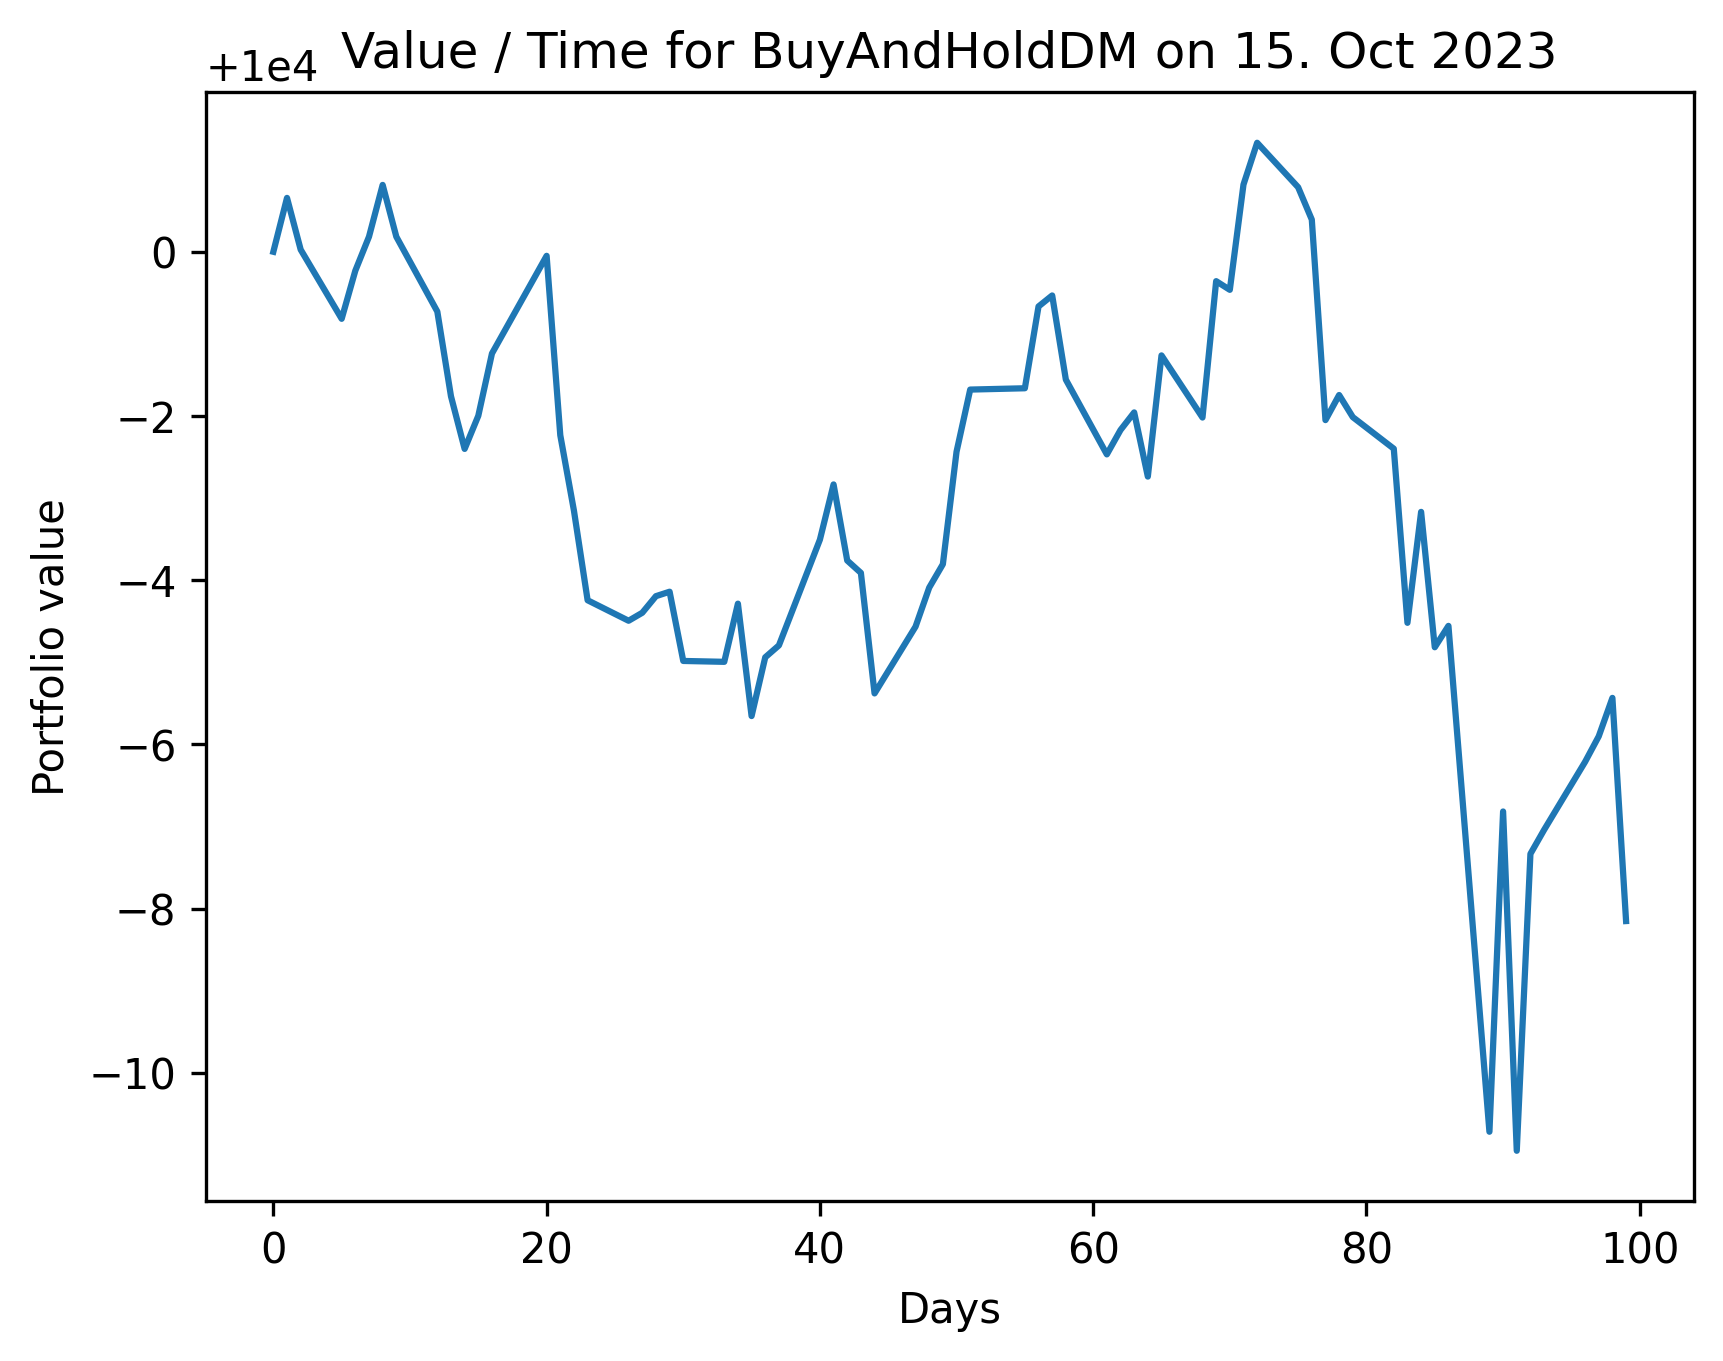 Value / Time for BuyAndHoldDM on 15. Oct 2023
+1e4
0
−2
−4
−6
−8
−10
Portfolio value
0 20 40 60 80 100
Days